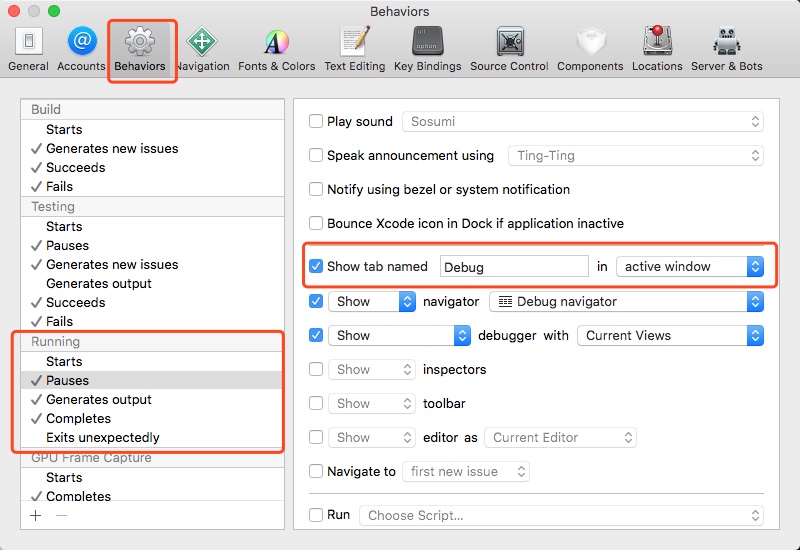 Behaviors
General Accounts Behaviors Navigation Fonts & Colors Text Editing Key Bindings Source Control Components Locations Server & Bots
Build
Starts
Generates new issues
Succeeds
Fails
Testing
Starts
Pauses
Generates new issues
Generates output
Succeeds
Fails
Running
Starts
Pauses
Generates output
Completes
Exits unexpectedly
GPU Frame Capture
Starts
Completes
Play sound Sosumi
Speak announcement using Ting-Ting
Notify using bezel or system notification
Bounce Xcode icon in Dock if application inactive
Show tab named Debug in active window
Show navigator Debug navigator
Show debugger with Current Views
Show inspectors
Show toolbar
Show editor as Current Editor
Navigate to first new issue
Run Choose Script...